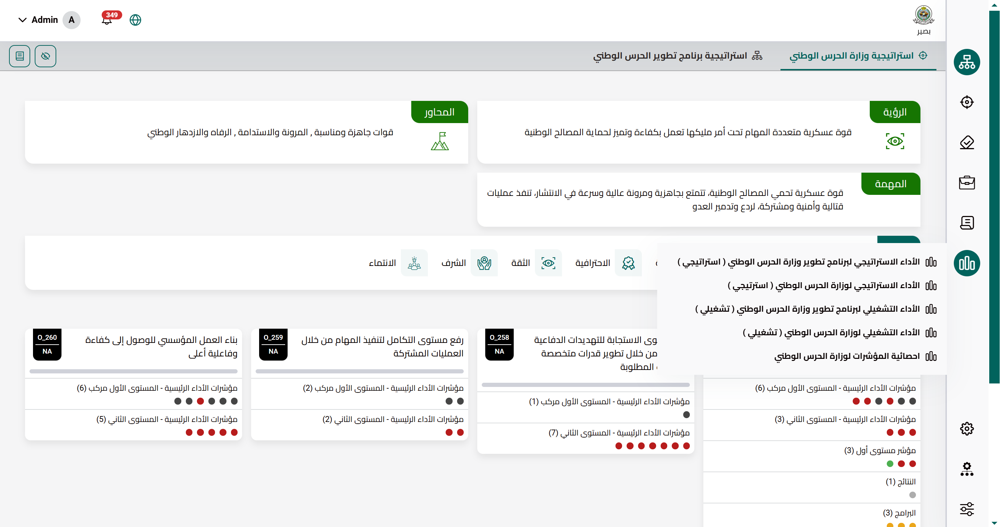 بصير
349
A
Admin
استراتيجية وزارة الحرس الوطني
استراتيجية برنامج تطوير الحرس الوطني
الرؤية
قوة عسكرية متعددة المهام تحت أمر مليكها تعمل بكفاءة وتميز لحماية المصالح الوطنية
المحاور
قوات جاهزة ومناسبة , المرونة والاستدامة , الرفاه والازدهار الوطني
المهمة
قوة عسكرية تحمي المصالح الوطنية، تتمتع بجاهزية ومرونة عالية وسرعة في الانتشار، تنفذ عمليات
قتالية وأمنية ومشتركة، لردع وتدمير العدو
الاحترافية
الثقة
الشرف
الانتماء
الأداء الاستراتيجي لبرنامج تطوير وزارة الحرس الوطني ( استراتيجي )
الأداء الاستراتيجي لوزارة الحرس الوطني ( استرتيجي )
الأداء التشغيلي لبرنامج تطوير وزارة الحرس الوطني ( تشغيلي )
الأداء التشغيلي لوزارة الحرس الوطني ( تشغيلي )
احصائية المؤشرات لوزارة الحرس الوطني
مؤشرات الأداء الرئيسية - المستوى الأول مركب (6)
مؤشرات الأداء الرئيسية - المستوى الثاني (3)
مؤشر مستوى أول (3)
النتائج (1)
البرامج (3)
الاستجابة للتهديدات الدفاعية
من خلال تطوير قدرات متخصصة
المطلوبة
O_258
NA
مؤشرات الأداء الرئيسية - المستوى الأول مركب (1)
مؤشرات الأداء الرئيسية - المستوى الثاني (7)
رفع مستوى التكامل لتنفيذ المهام من خلال
العمليات المشتركة
O_259
NA
مؤشرات الأداء الرئيسية - المستوى الأول مركب (2)
مؤشرات الأداء الرئيسية - المستوى الثاني (2)
بناء العمل المؤسسي للوصول إلى كفاءة
وفاعلية أعلى
O_260
NA
مؤشرات الأداء الرئيسية - المستوى الأول مركب (6)
مؤشرات الأداء الرئيسية - المستوى الثاني (5)